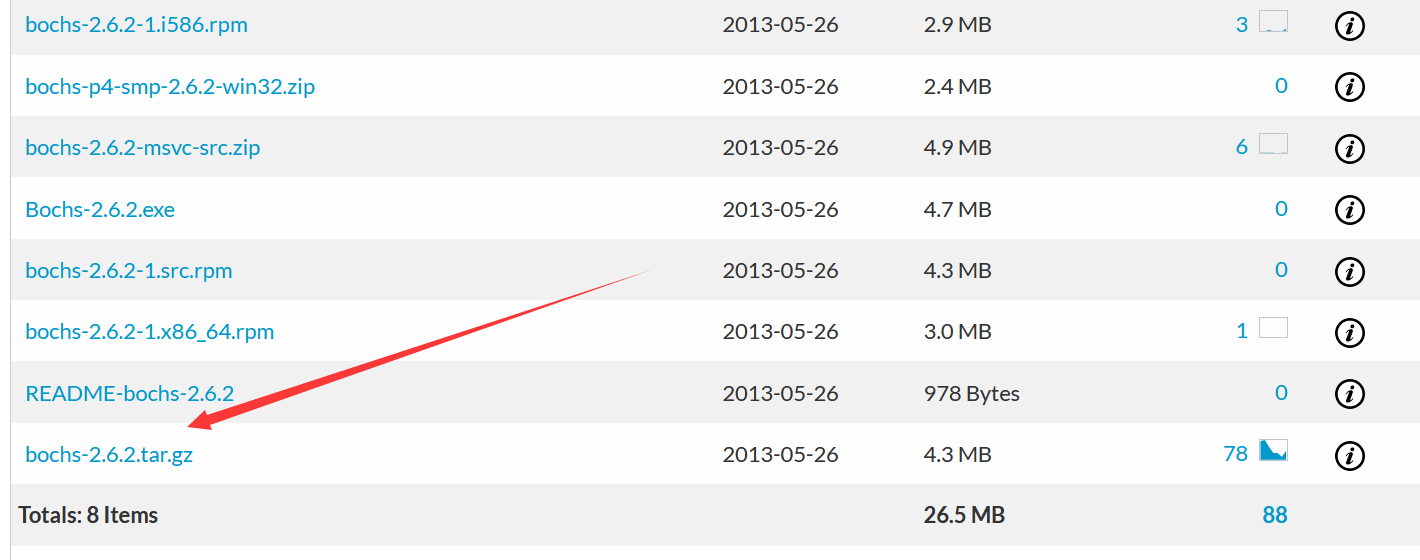 bochs-2.6.2-1.i586.rpm 2013-05-26 2.9 MB 3
bochs-p4-smp-2.6.2-win32.zip 2013-05-26 2.4 MB 0
bochs-2.6.2-msvc-src.zip 2013-05-26 4.9 MB 6
Bochs-2.6.2.exe 2013-05-26 4.7 MB 0
bochs-2.6.2-1.src.rpm 2013-05-26 4.3 MB 0
bochs-2.6.2-1.x86_64.rpm 2013-05-26 3.0 MB 1
README-bochs-2.6.2 2013-05-26 978 Bytes 0
bochs-2.6.2.tar.gz 2013-05-26 4.3 MB 78
Totals: 8 Items 26.5 MB 88